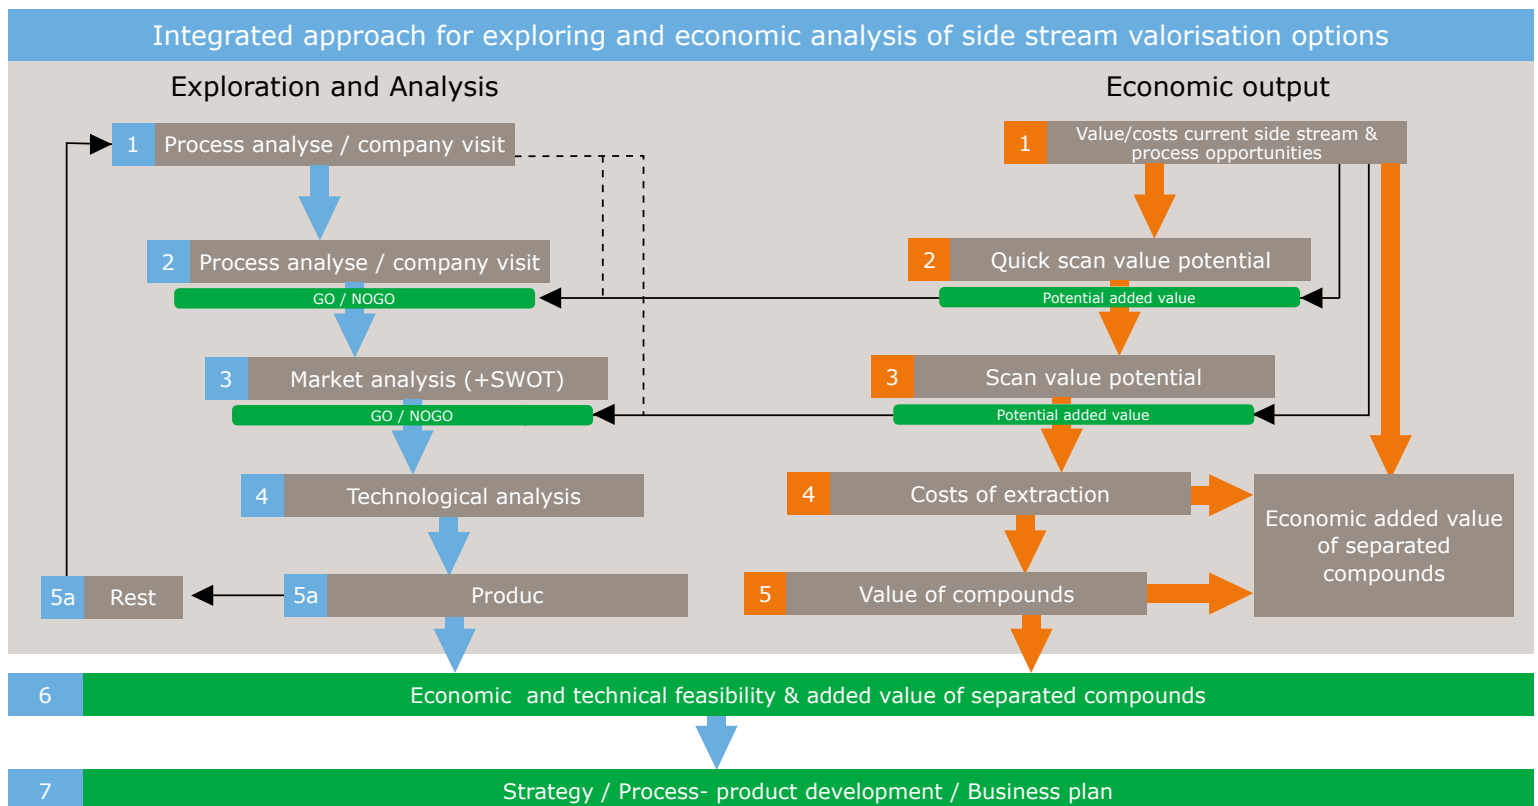 Integrated approach for exploring and economic analysis of side stream valorisation options
Exploration and Analysis
1 Process analyse / company visit
2 Process analyse / company visit
GO / NOGO
3 Market analysis (+SWOT)
GO / NOGO
4 Technological analysis
5a Rest
5a Produc
Economic output
1 Value/costs current side stream &
process opportunities
2 Quick scan value potential
Potential added value
3 Scan value potential
Potential added value
4 Costs of extraction
5 Value of compounds
Economic added value
of separated
compounds
6 Economic and technical feasibility & added value of separated compounds
7 Strategy / Process- product development / Business plan